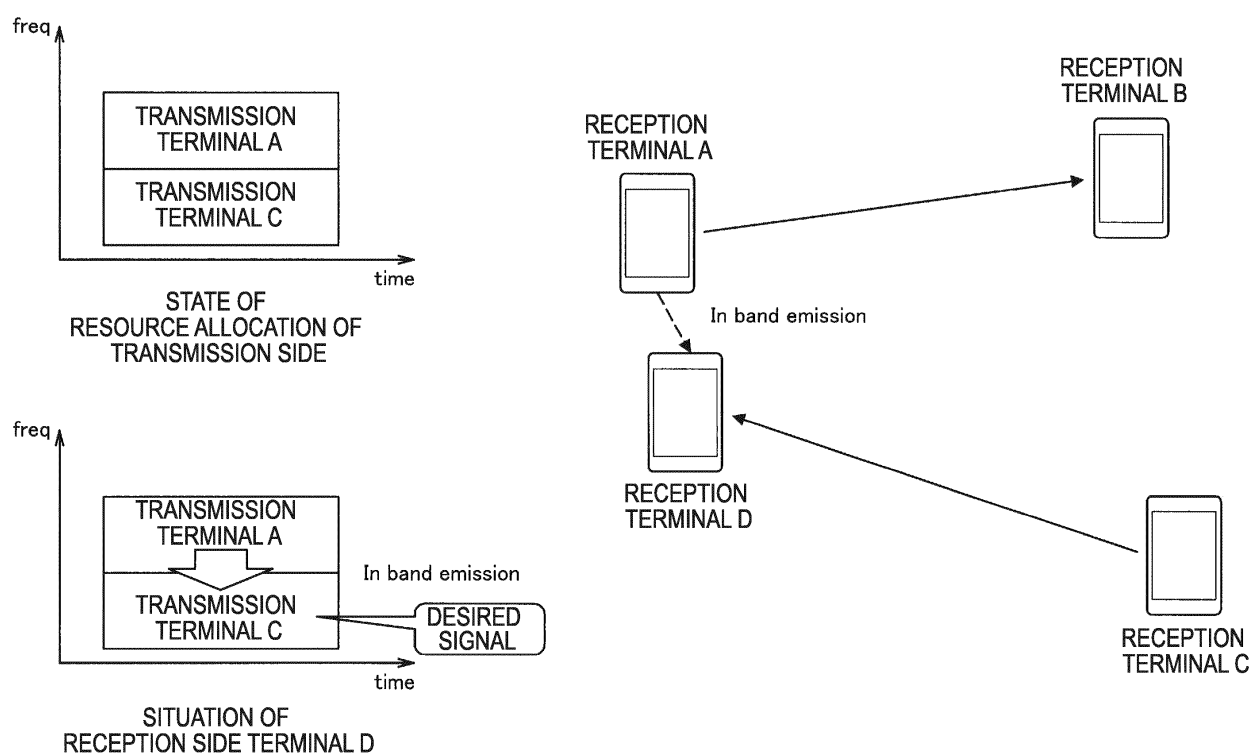 freq
TRANSMISSION
TERMINAL A
TRANSMISSION
TERMINAL C
time
STATE OF
RESOURCE ALLOCATION OF
TRANSMISSION SIDE
RECEPTION
TERMINAL A
RECEPTION
TERMINAL B
In band emission
RECEPTION
TERMINAL D
RECEPTION
TERMINAL C
freq
TRANSMISSION
TERMINAL A
In band emission
TRANSMISSION
TERMINAL C
DESIRED
SIGNAL
time
SITUATION OF
RECEPTION SIDE TERMINAL D